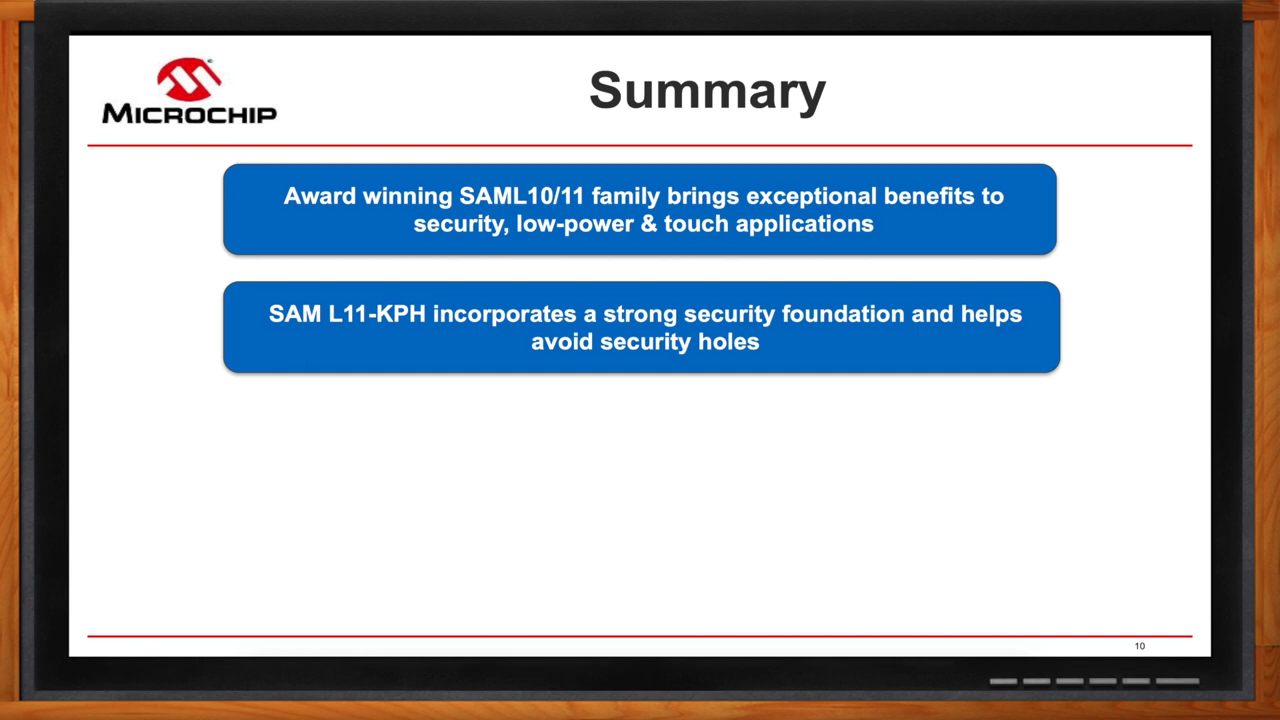 MICROCHIP
Summary
Award winning SAML10/11 family brings exceptional benefits to
security, low-power & touch applications
SAM L11-KPH incorporates a strong security foundation and helps
avoid security holes
10